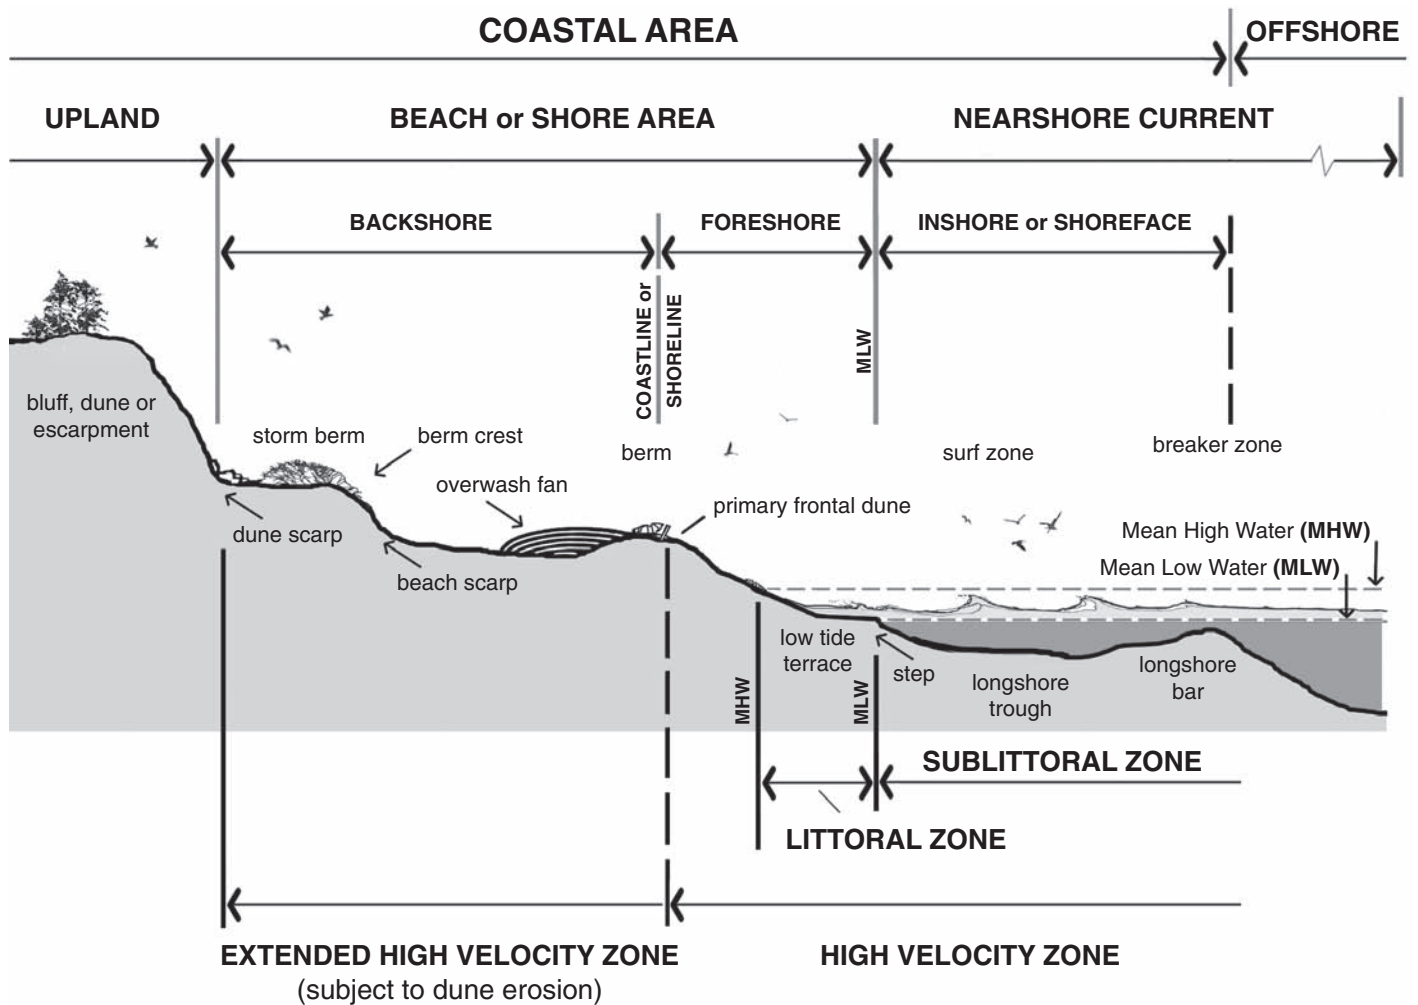 COASTAL AREA
OFFSHORE
UPLAND
BEACH or SHORE AREA
NEARSHORE CURRENT
BACKSHORE
FORESHORE
INSHORE or SHOREFACE
COASTLINE or
SHORELINE
MLW
bluff, dune or
escarpment
storm berm
berm crest
berm
surf zone
breaker zone
overwash fan
primary frontal dune
dune scarp
beach scarp
Mean High Water (MHW)
Mean Low Water (MLW)
low tide
terrace
step
longshore
trough
longshore
bar
MHW
MLW
SUBLITTORAL ZONE
LITTORAL ZONE
EXTENDED HIGH VELOCITY ZONE
(subject to dune erosion)
HIGH VELOCITY ZONE